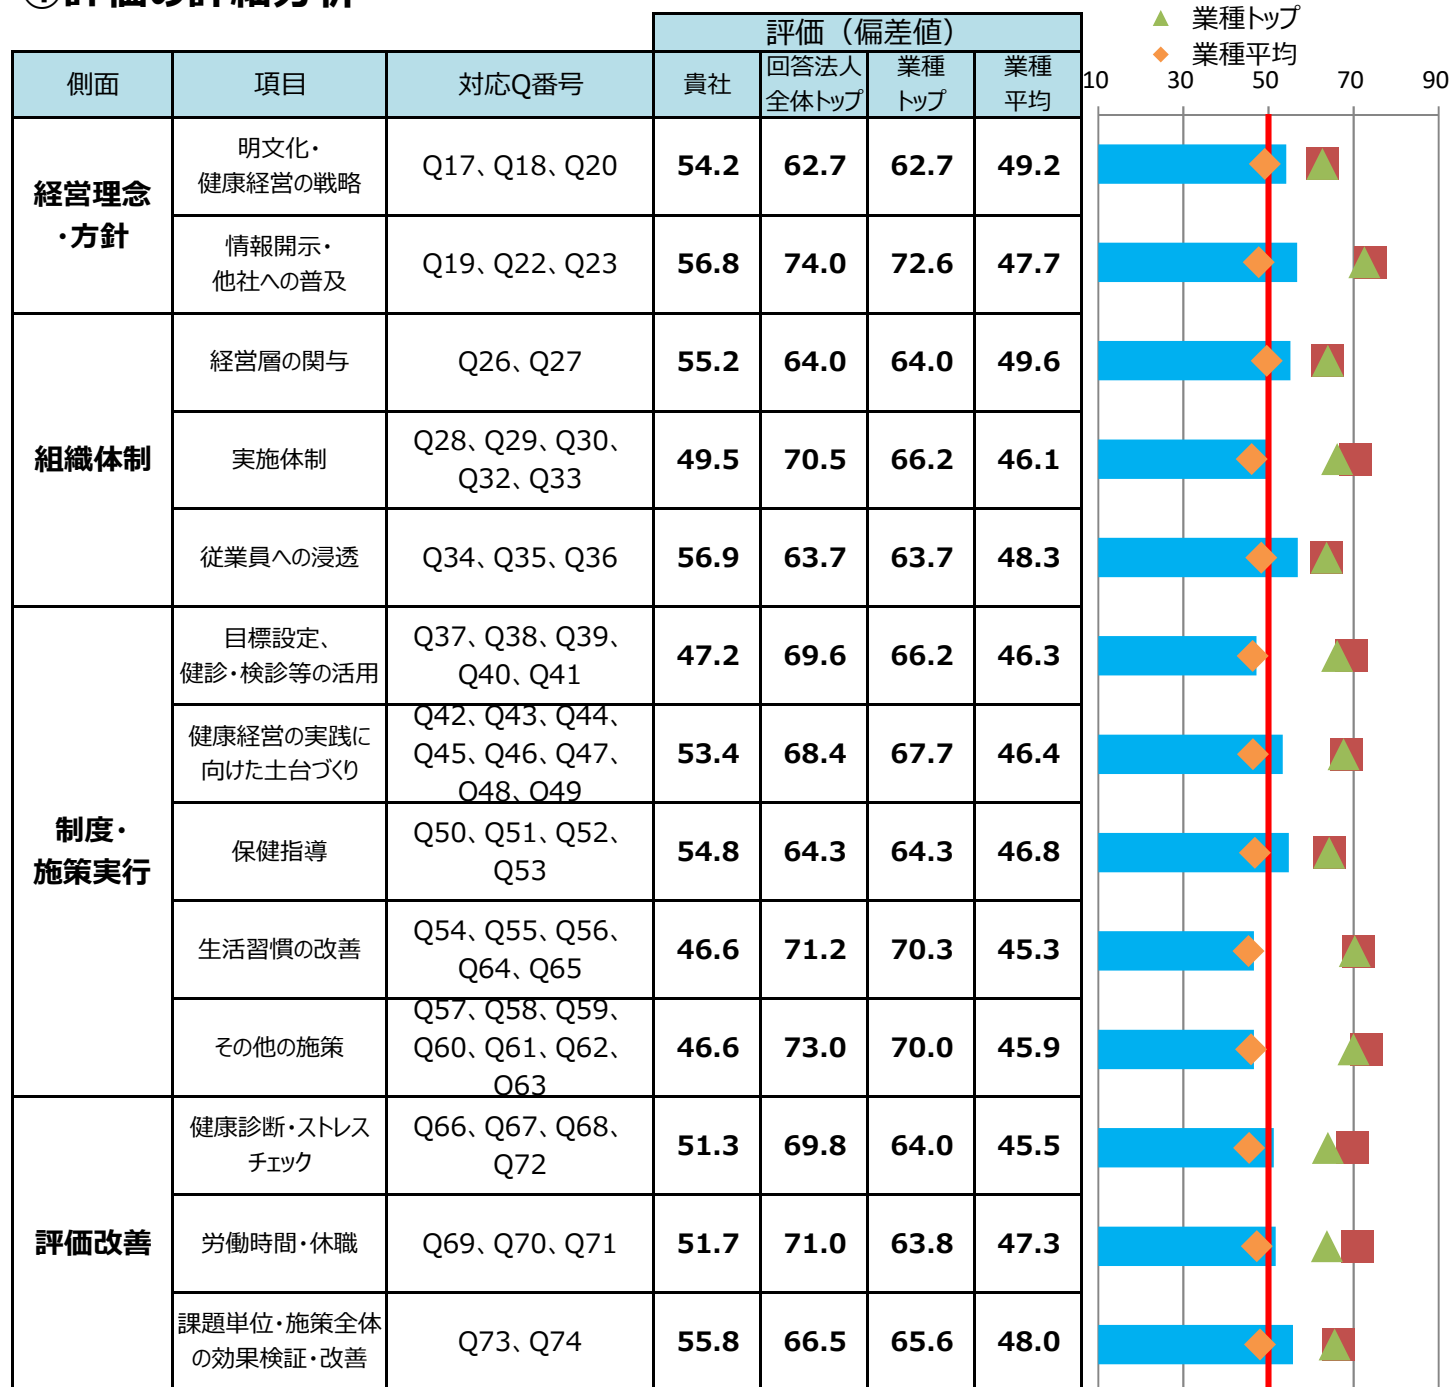 ①評価の詳細分析
▲ 業種トップ
◆ 業種平均
評価（偏差値）
側面 項目 対応Q番号 貴社 回答法人 業種 業種
全体トップ トップ 平均
10 30 50 70 90
経営理念
・方針
明文化・
健康経営の戦略
Q17、Q18、Q20 54.2 62.7 62.7 49.2
情報開示・
他社への普及
Q19、Q22、Q23 56.8 74.0 72.6 47.7
組織体制
経営層の関与 Q26、Q27 55.2 64.0 64.0 49.6
実施体制
Q28、Q29、Q30、
Q32、Q33
49.5 70.5 66.2 46.1
従業員への浸透 Q34、Q35、Q36 56.9 63.7 63.7 48.3
制度・
施策実行
目標設定、
健診・検診等の活用
Q37、Q38、Q39、
Q40、Q41
47.2 69.6 66.2 46.3
健康経営の実践に
向けた土台づくり
Q42、Q43、Q44、
Q45、Q46、Q47、
Q48、Q49
53.4 68.4 67.7 46.4
保健指導
Q50、Q51、Q52、
Q53
54.8 64.3 64.3 46.8
生活習慣の改善
Q54、Q55、Q56、
Q64、Q65
46.6 71.2 70.3 45.3
その他の施策
Q57、Q58、Q59、
Q60、Q61、Q62、
Q63
46.6 73.0 70.0 45.9
評価改善
健康診断・ストレス
チェック
Q66、Q67、Q68、
Q72
51.3 69.8 64.0 45.5
労働時間・休職 Q69、Q70、Q71 51.7 71.0 63.8 47.3
課題単位・施策全体
の効果検証・改善
Q73、Q74 55.8 66.5 65.6 48.0